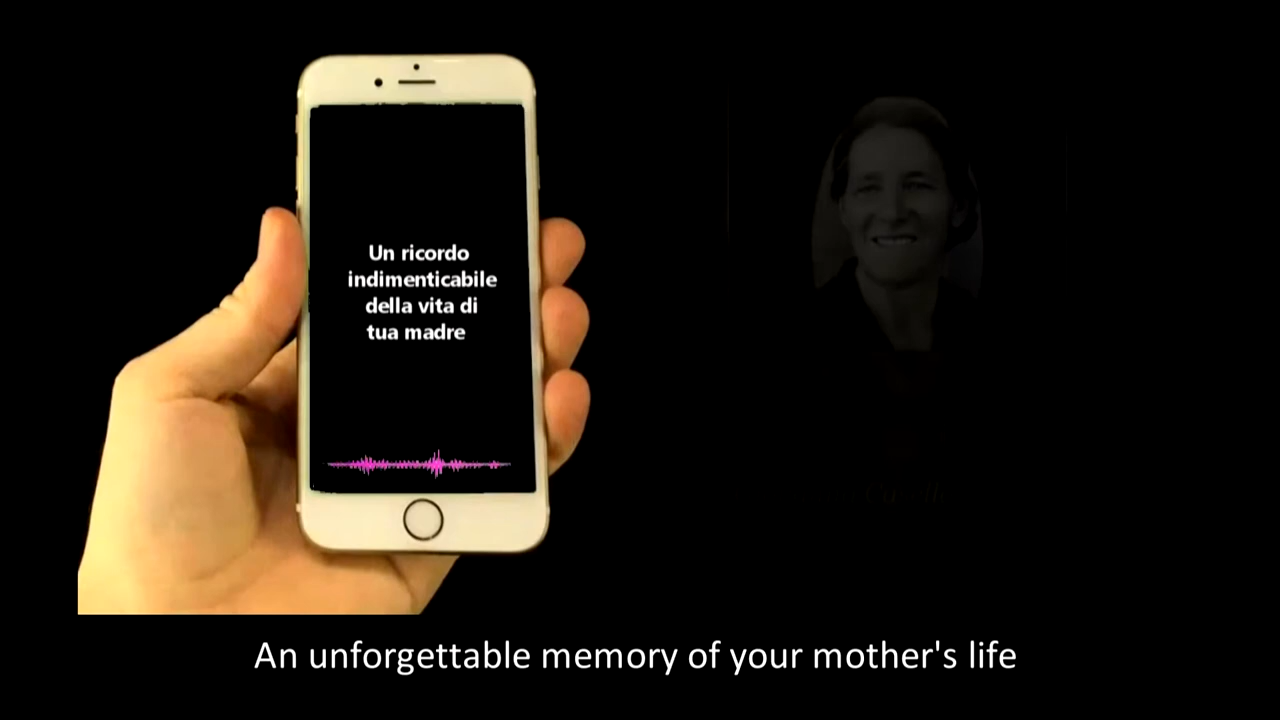 Un ricordo
indimenticabile
della vita di
tua madre
An unforgettable memory of your mother's life